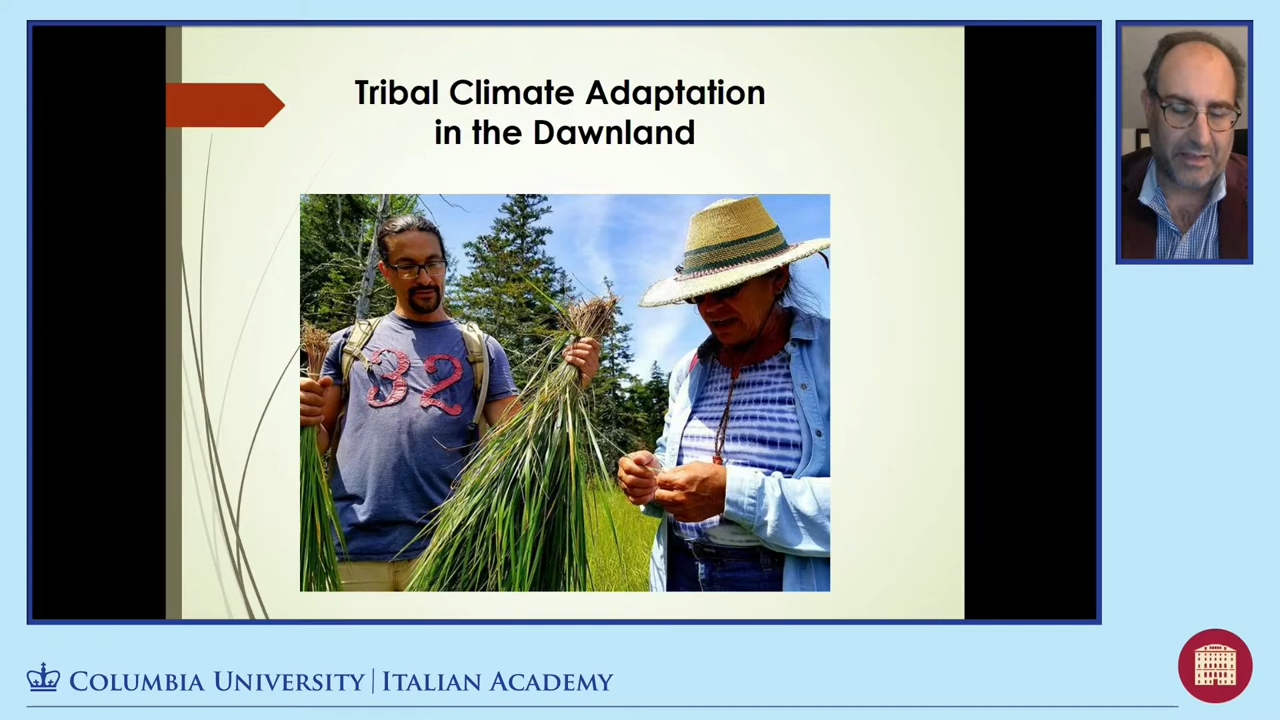 Tribal Climate Adaptation
in the Dawnland
32
COLUMBIA UNIVERSITY | ITALIAN ACADEMY